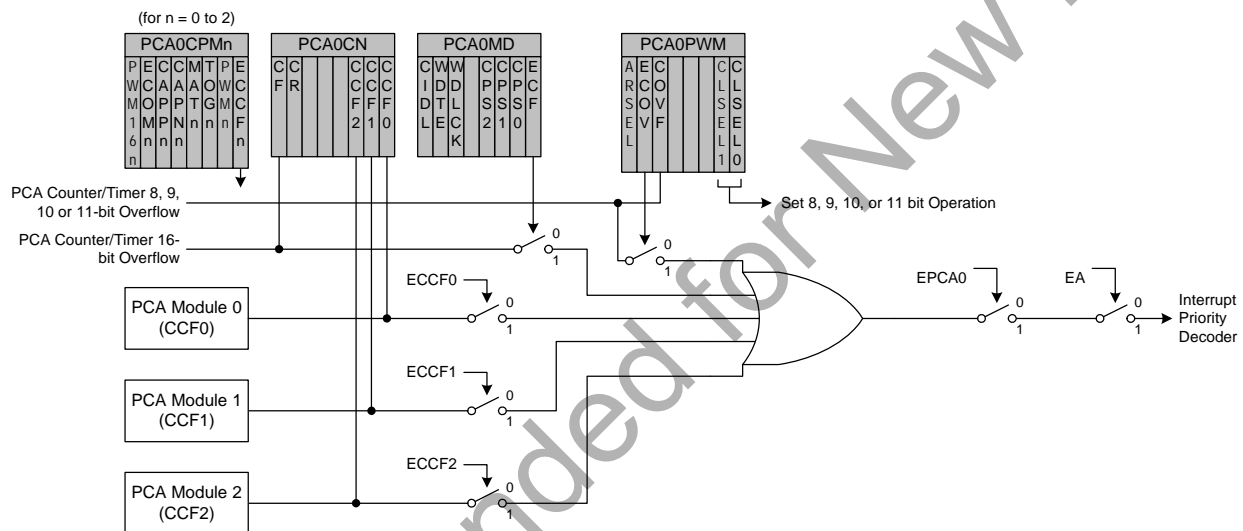 (for n = 0 to 2)
PCA0CPMn
PWM16n
ECOMn
CAPPn
CAPNn
MATn
TOGn
PWMn
ECCFn
PCA0CN
CF
CR
CCF2
CCF1
CCF0
PCA0MD
CIDL
WDTE
WDLCK
CPS2
CPS1
CPS0
ECF
PCA0PWM
ARSEL
ECOV
COVF
CLSEL1
CLSEL0
PCA Counter/Timer 8, 9,
10 or 11-bit Overflow
Set 8, 9, 10, or 11 bit Operation
PCA Counter/Timer 16-
bit Overflow
0
1
0
1
PCA Module 0
(CCF0)
ECCF0
0
1
EPCA0
0
1
EA
0
1
Interrupt
Priority
Decoder
PCA Module 1
(CCF1)
ECCF1
0
1
PCA Module 2
(CCF2)
ECCF2
0
1
nded for New